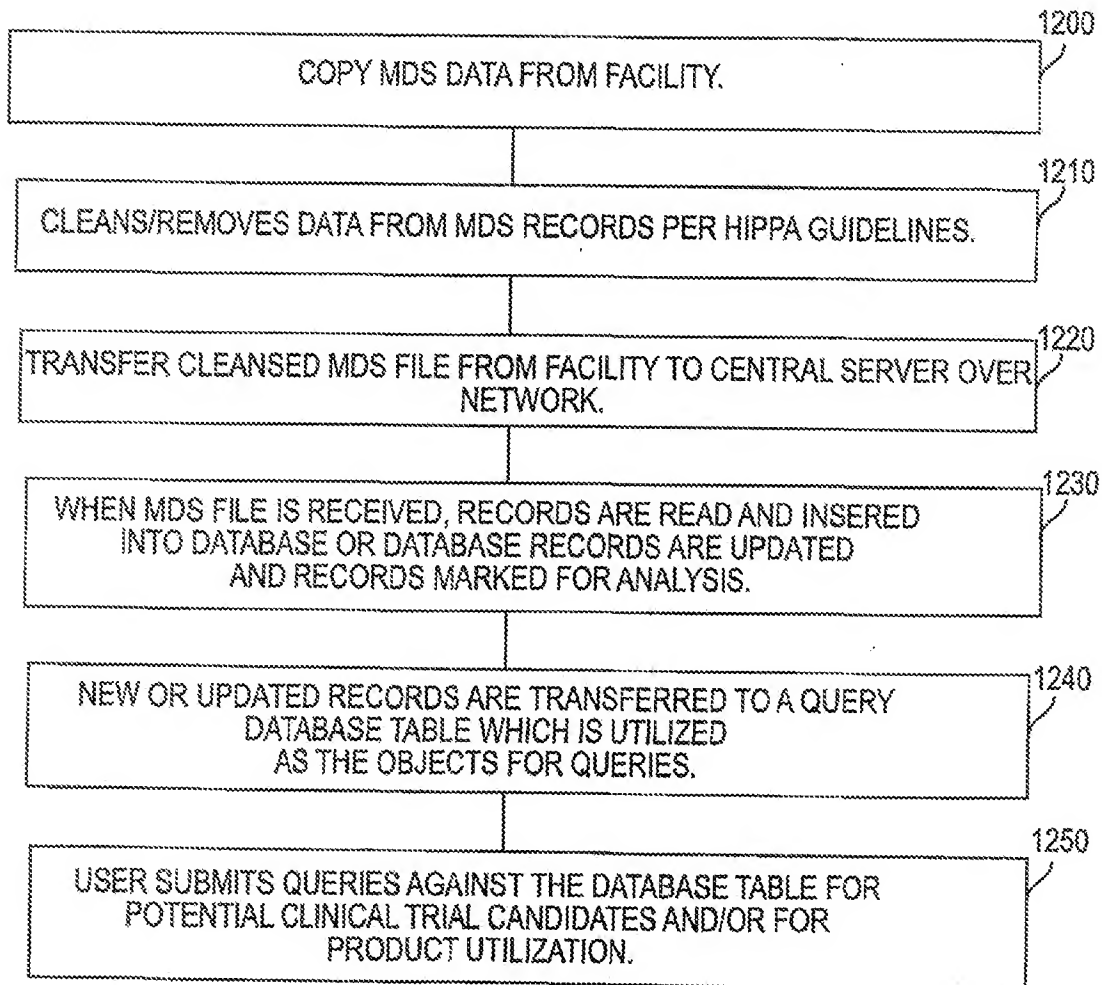 1200
COPY MDS DATA FROM FACILITY.
1210
CLEANS/REMOVES DATA FROM MDS RECORDS PER HIPPA GUIDELINES.
1220
TRANSFER CLEANSED MDS FILE FROM FACILITY TO CENTRAL SERVER OVER
NETWORK.
1230
WHEN MDS FILE IS RECEIVED, RECORDS ARE READ AND INSERED
INTO DATABASE OR DATABASE RECORDS ARE UPDATED
AND RECORDS MARKED FOR ANALYSIS.
1240
NEW OR UPDATED RECORDS ARE TRANSFERRED TO A QUERY
DATABASE TABLE WHICH IS UTILIZED
AS THE OBJECTS FOR QUERIES.
1250
USER SUBMITS QUERIES AGAINST THE DATABASE TABLE FOR
POTENTIAL CLINICAL TRIAL CANDIDATES AND/OR FOR
PRODUCT UTILIZATION.